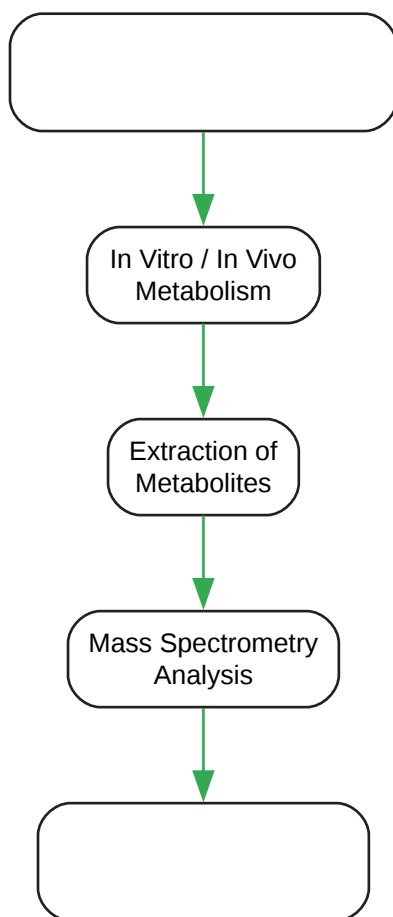 In Vitro / In Vivo
Metabolism
Extraction of
Metabolites
Mass Spectrometry
Analysis